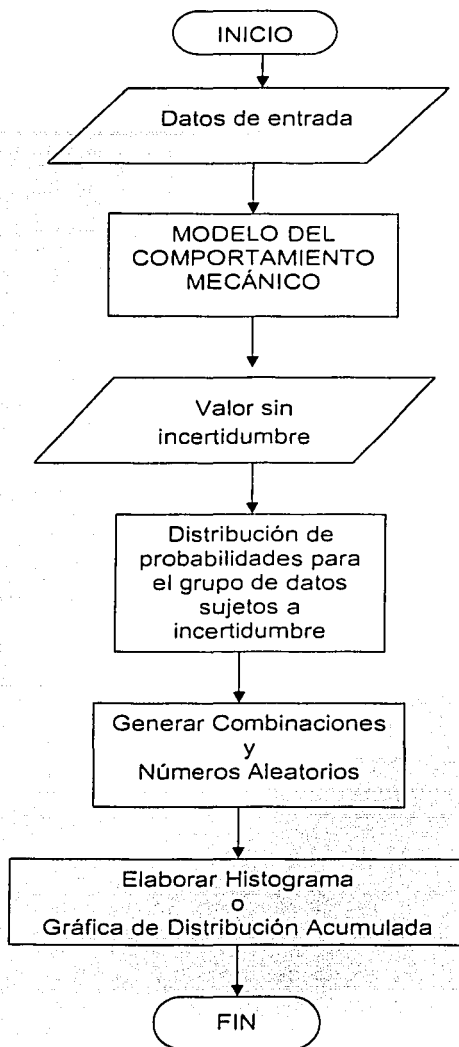 INICIO
Datos de entrada
MODELO DEL
COMPORTAMIENTO
MECÁNICO
Valor sin
incertidumbre
Distribución de
probabilidades para
el grupo de datos
sujetos a
incertidumbre
Generar Combinaciones
y
Números Aleatorios
Elaborar Histograma
o
Gráfica de Distribución Acumulada
FIN